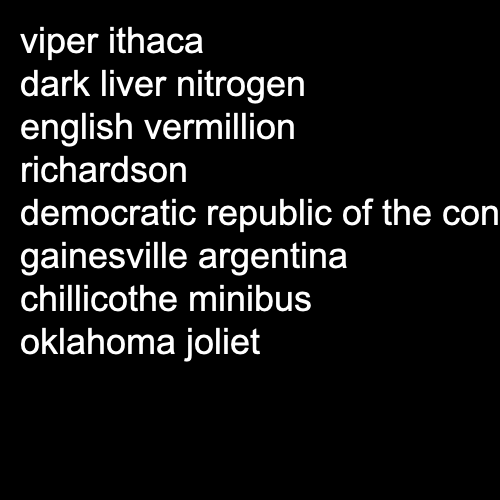 viper ithaca
dark liver nitrogen
english vermillion
richardson
democratic republic of the con
gainesville argentina
chillicothe minibus
oklahoma joliet